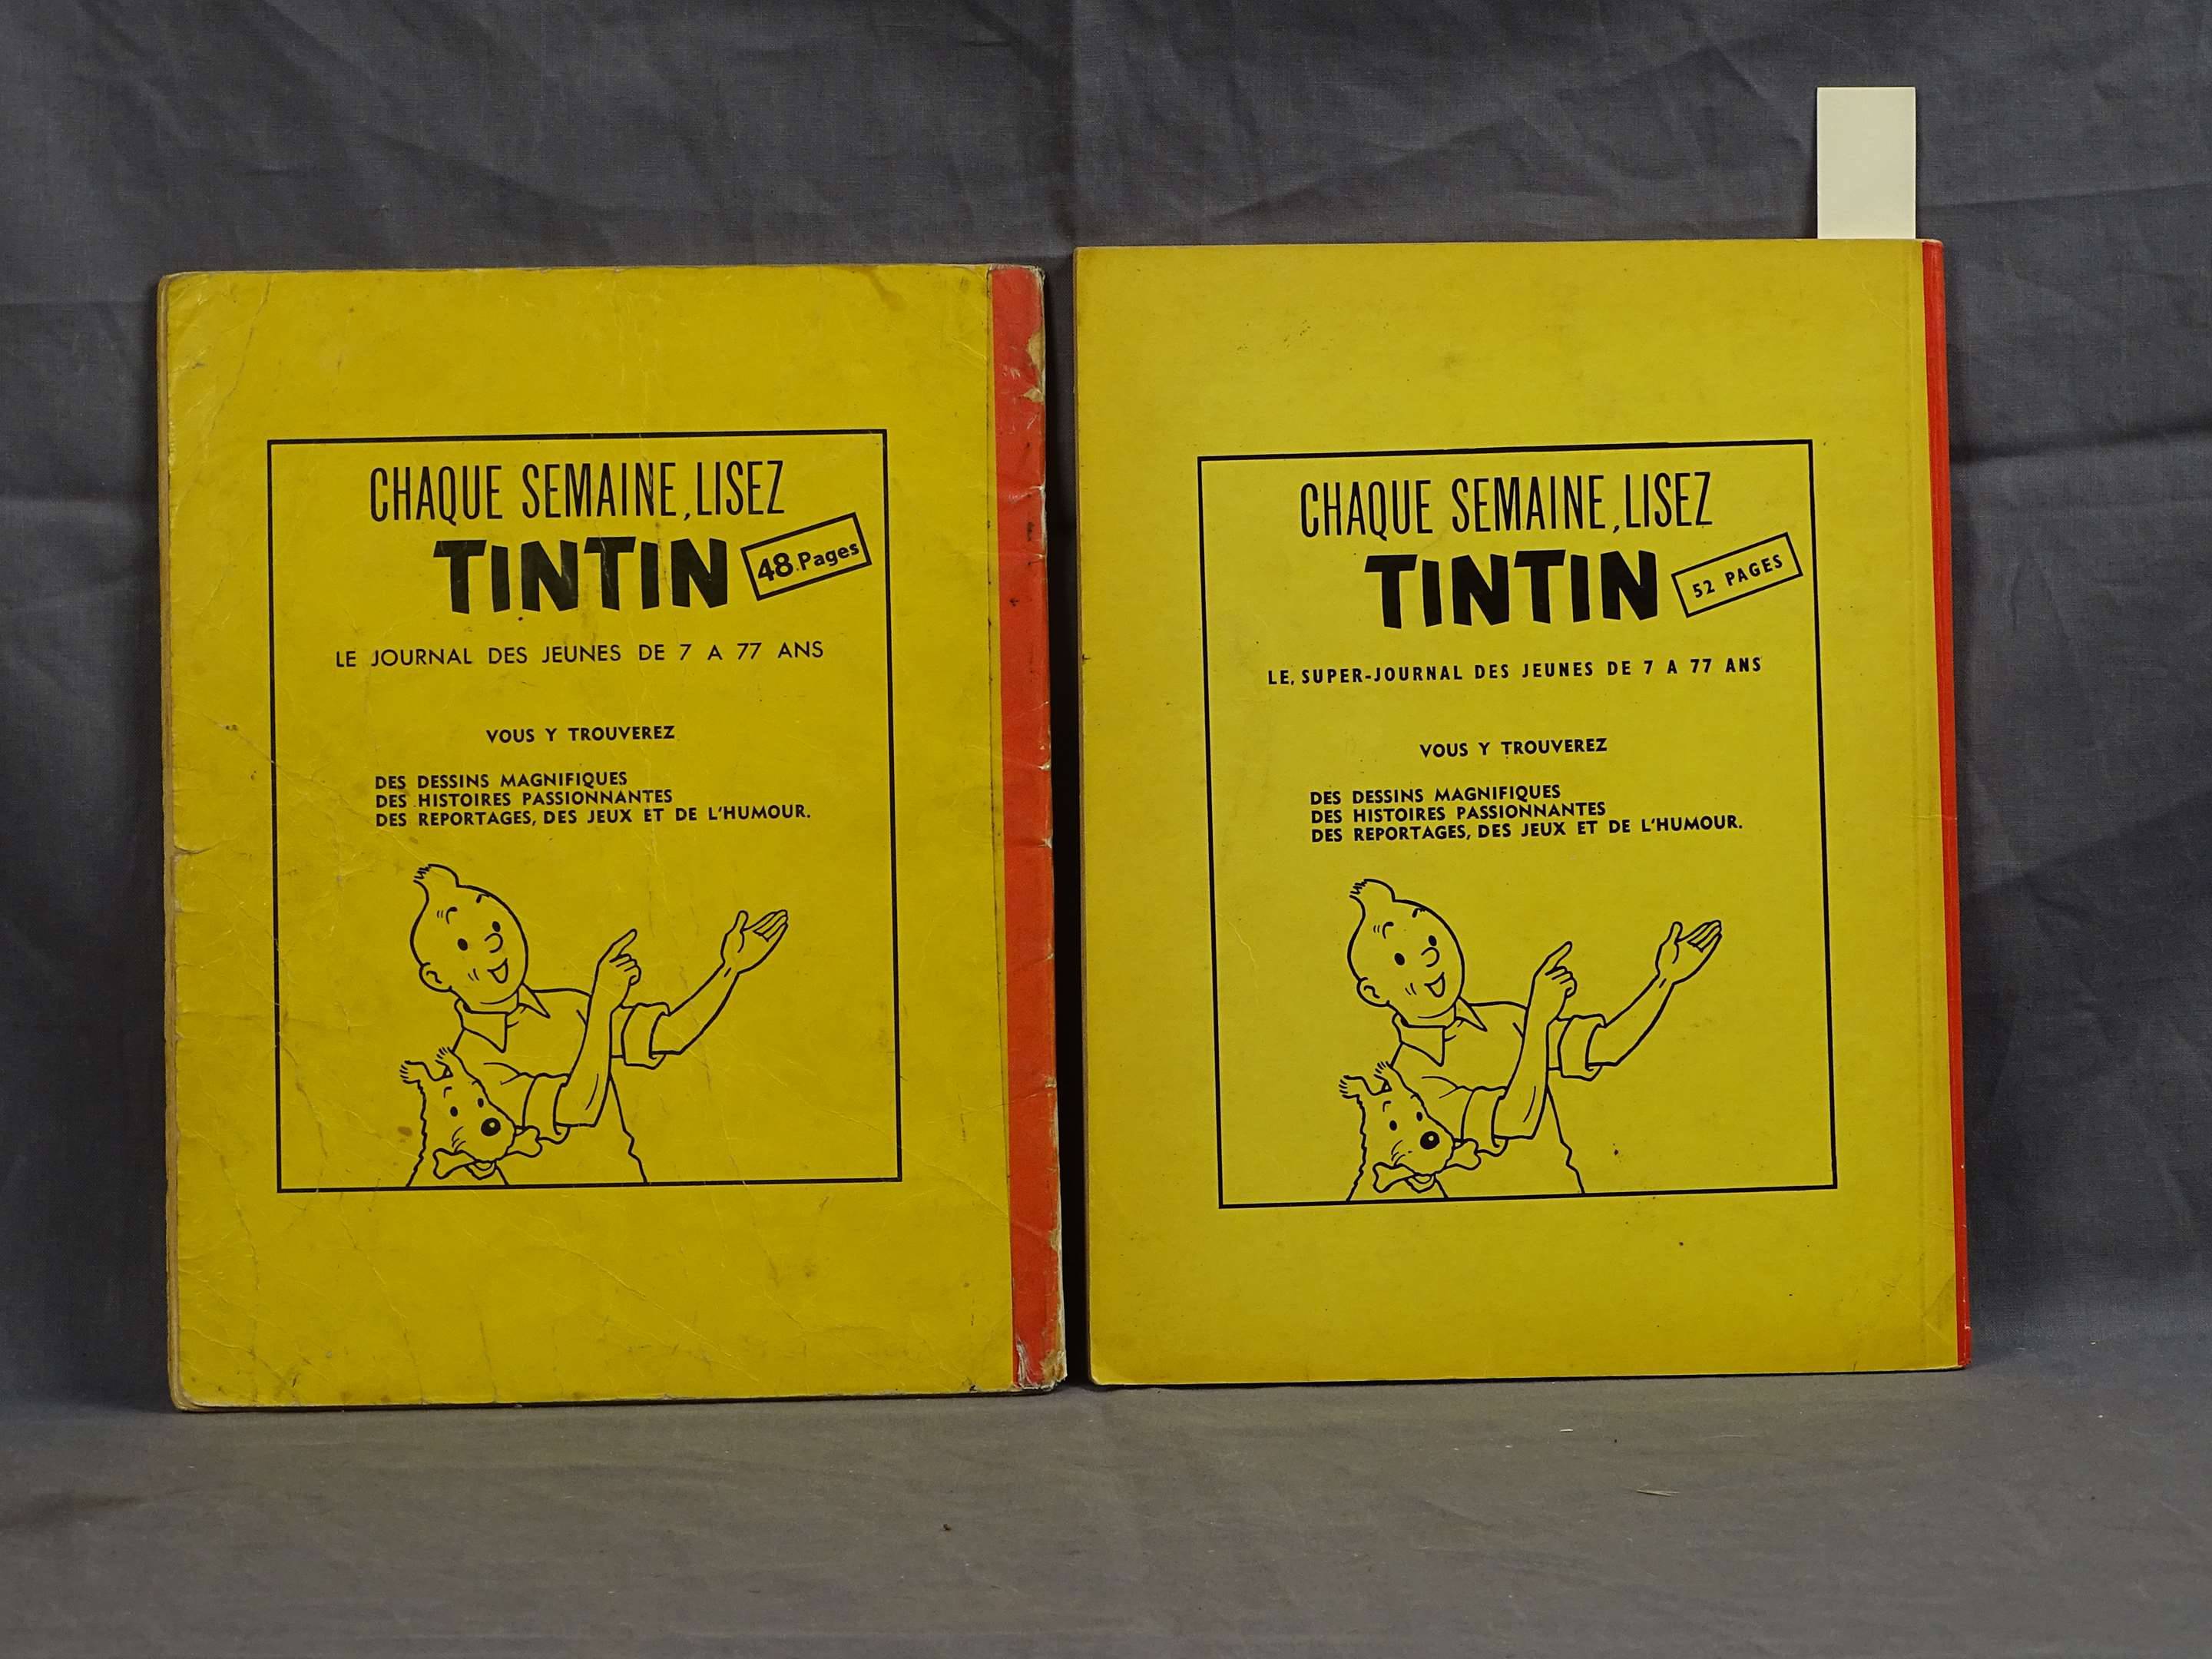 CHAQUE SEMAINE, LISEZ
TINTIN
48 Pages
LE JOURNAL DES JEUNES DE 7 A 77 ANS
VOUS Y TROUVEREZ
DES DESSINS MAGNIFIQUES
DES HISTOIRES PASSIONNANTES
DES REPORTAGES, DES JEUX ET DE L'HUMOUR.
CHAQUE SEMAINE, LISEZ
TINTIN
52 PAGES
LE SUPER-JOURNAL DES JEUNES DE 7 A 77 ANS
VOUS Y TROUVEREZ
DES DESSINS MAGNIFIQUES
DES HISTOIRES PASSIONNANTES
DES REPORTAGES, DES JEUX ET DE L'HUMOUR.